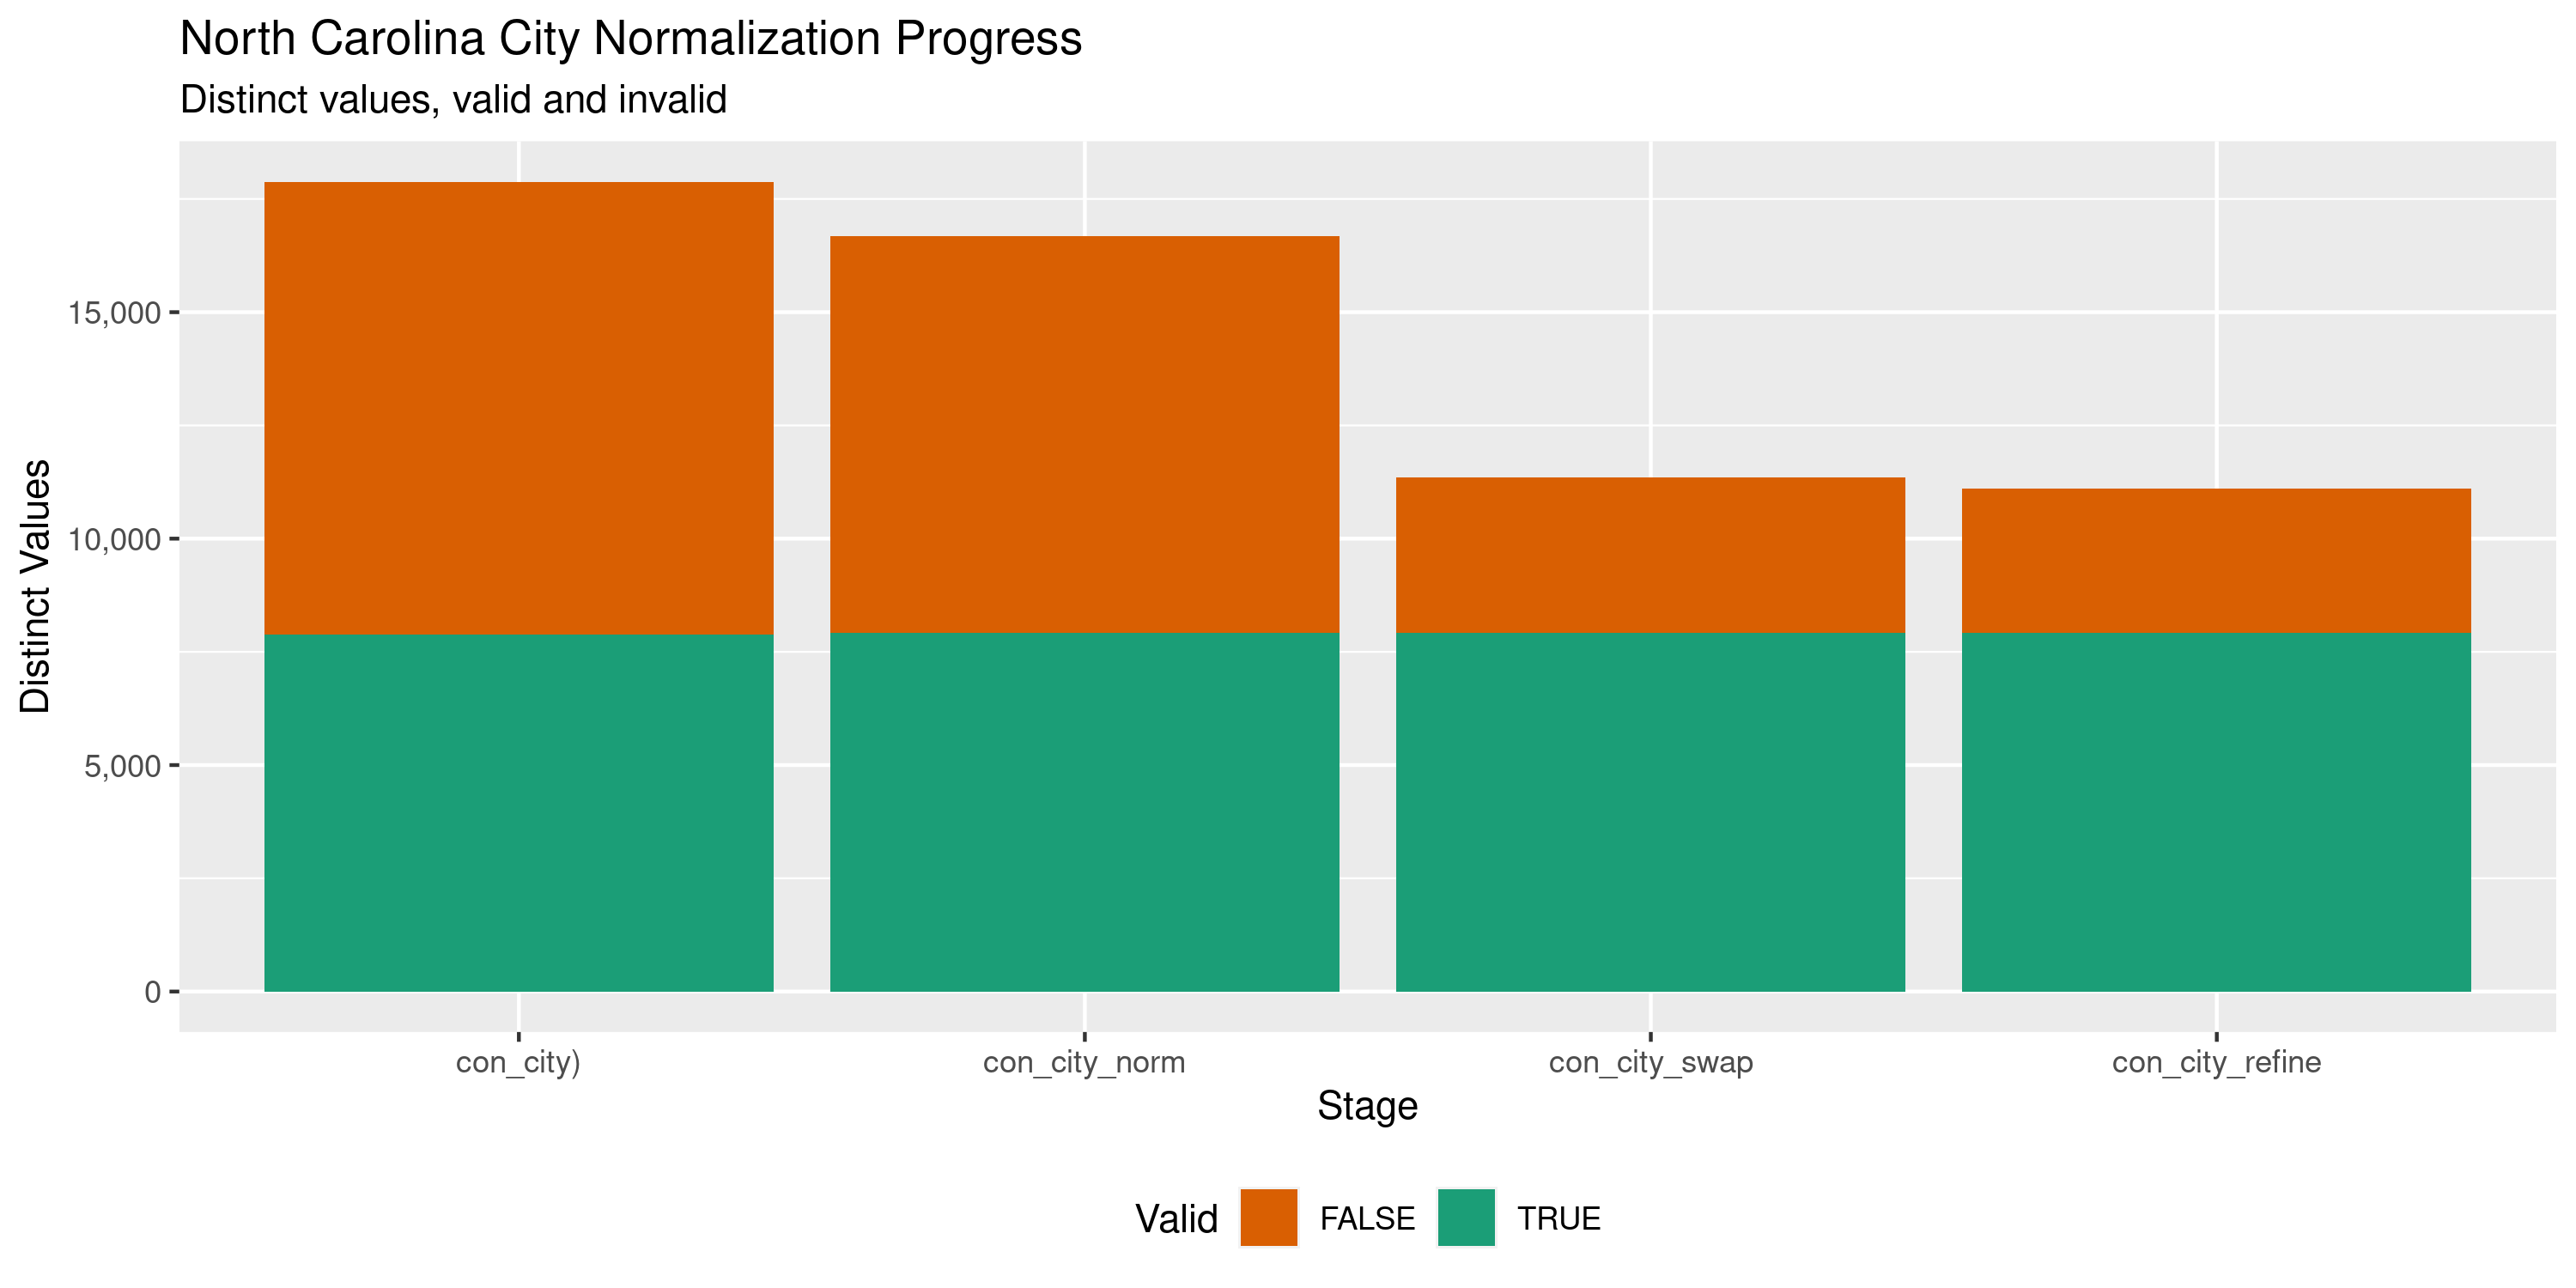 North Carolina City Normalization Progress
Distinct values, valid and invalid
Distinct Values
15,000
10,000
5,000
0
con_city) con_city_norm con_city_swap con_city_refine
Stage
Valid FALSE TRUE